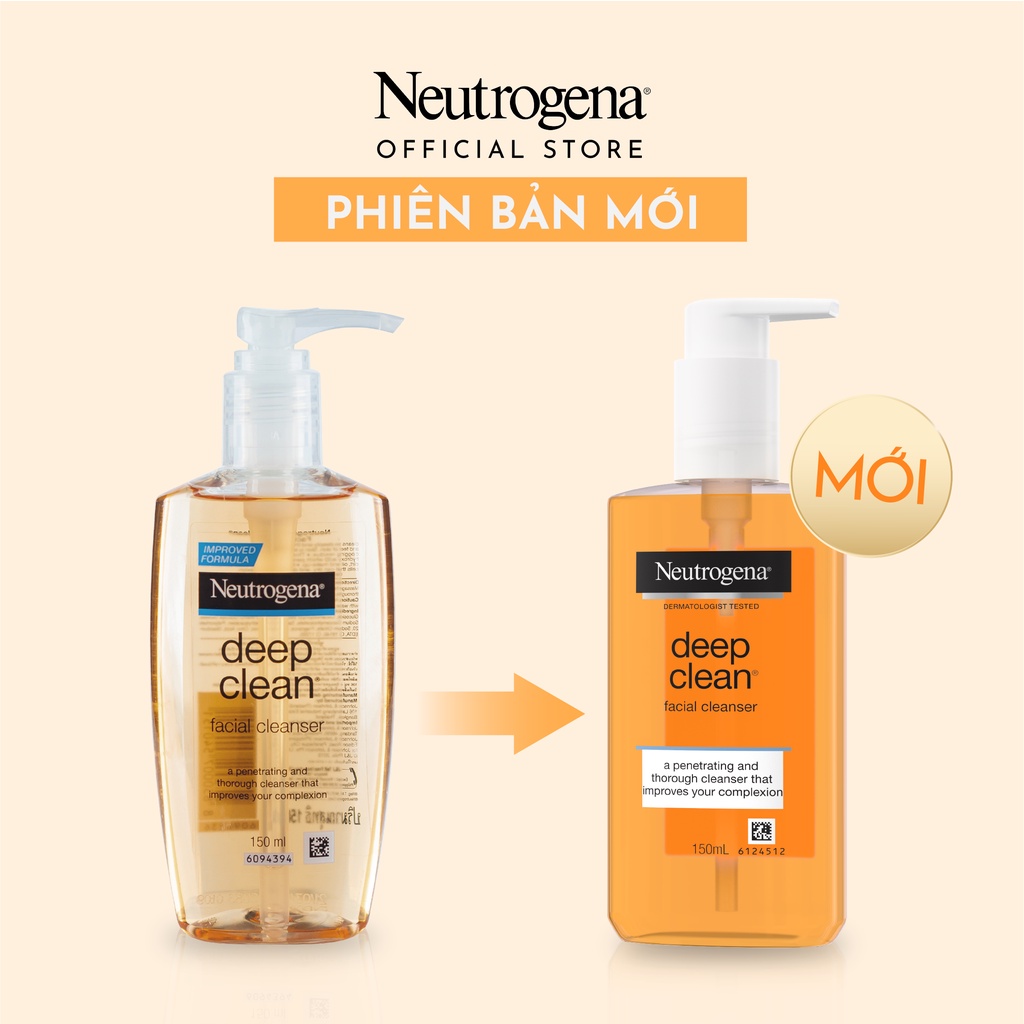 Neutrogena®
OFFICIAL STORE
PHIÊN BẢN MỚI
IMPROVED
FORMULA
Neutrogena®
deep
clean®
facial cleanser
a penetrating and
thorough cleanser that
improves your complexion
150 ml
6094394
MỚI
Neutrogena®
DERMATOLOGIST TESTED
deep
clean®
facial cleanser
a penetrating and
thorough cleanser that
improves your complexion
150mL
6124512